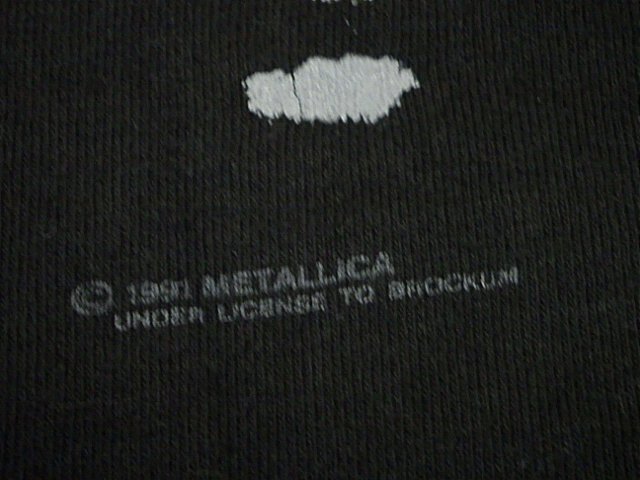 © 1991 METALLICA
UNDER LICENSE TO BROCKUM